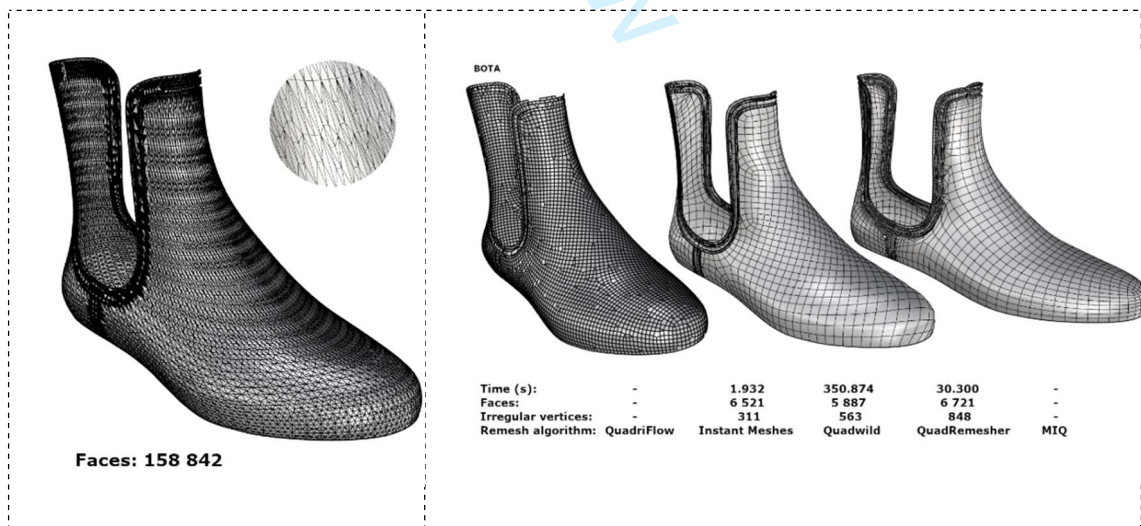 BOTA
Time (s): - 1.932 350.874 30.300 -
Faces: - 6 521 5 887 6 721 -
Irregular vertices: - 311 563 848 -
Remesh algorithm: QuadriFlow Instant Meshes Quadwild QuadRemesher MIQ
Faces: 158 842